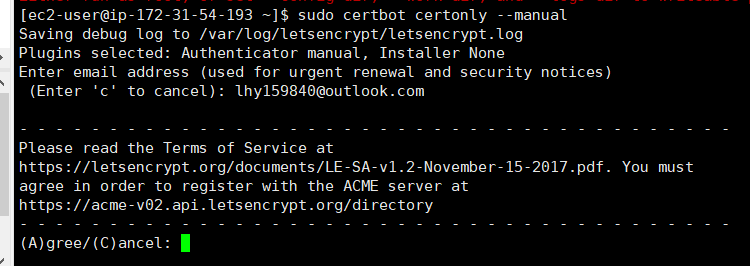 [ec2-user@ip-172-31-54-193 ~]$ sudo certbot certonly --manual
Saving debug log to /var/log/letsencrypt/letsencrypt.log
Plugins selected: Authenticator manual, Installer None
Enter email address (used for urgent renewal and security notices)
 (Enter 'c' to cancel): lhy159840@outlook.com
- - - - - - - - - - - - - - - - - - - - - - - - - - - - - - - - - - - - - - - -
Please read the Terms of Service at
https://letsencrypt.org/documents/LE-SA-v1.2-November-15-2017.pdf. You must
agree in order to register with the ACME server at
https://acme-v02.api.letsencrypt.org/directory
- - - - - - - - - - - - - - - - - - - - - - - - - - - - - - - - - - - - - - - -
(A)gree/(C)ancel: